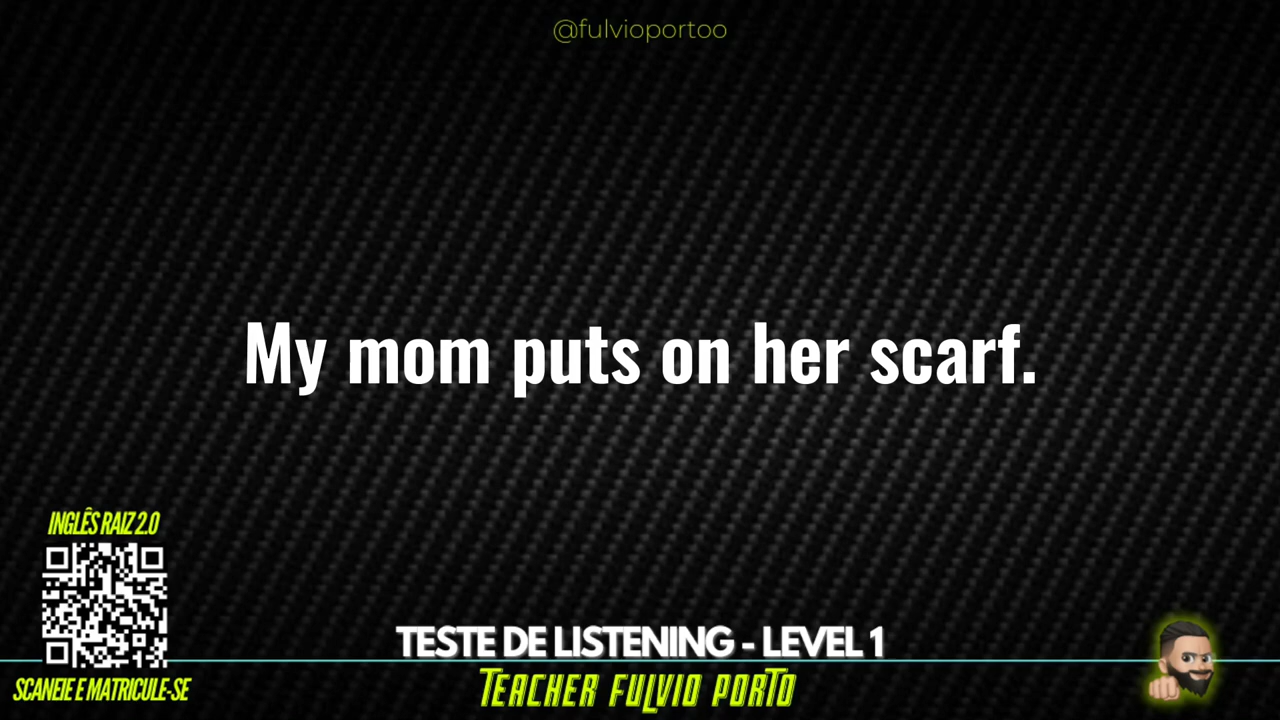 @fulvioportoo
My mom puts on her scarf.
INGLÊS RAIZ 2.0
SCANEIE E MATRICULE-SE
TESTE DE LISTENING - LEVEL 1
TEACHER FULVIO PORTO